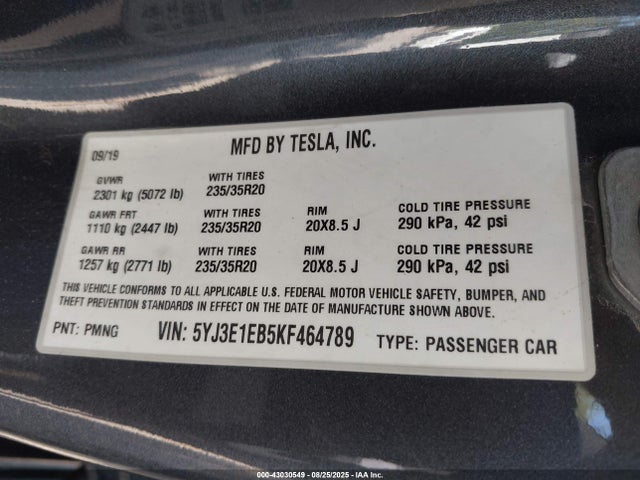 MFD BY TESLA, INC.
09/19
GVWR WITH TIRES
2301 kg (5072 lb) 235/35R20
GAWR FRT WITH TIRES RIM COLD TIRE PRESSURE
1110 kg (2447 lb) 235/35R20 20X8.5 J 290 kPa, 42 psi
GAWR RR WITH TIRES RIM COLD TIRE PRESSURE
1257 kg (2771 lb) 235/35R20 20X8.5 J 290 kPa, 42 psi
THIS VEHICLE CONFORMS TO ALL APPLICABLE U.S. FEDERAL MOTOR VEHICLE SAFETY, BUMPER, AND
THEFT PREVENTION STANDARDS IN EFFECT ON THE DATE OF MANUFACTURE SHOWN ABOVE.
PNT: PMNG VIN: 5YJ3E1EB5KF464789 TYPE: PASSENGER CAR
000-43030549 - 08/25/2025 - IAA Inc.